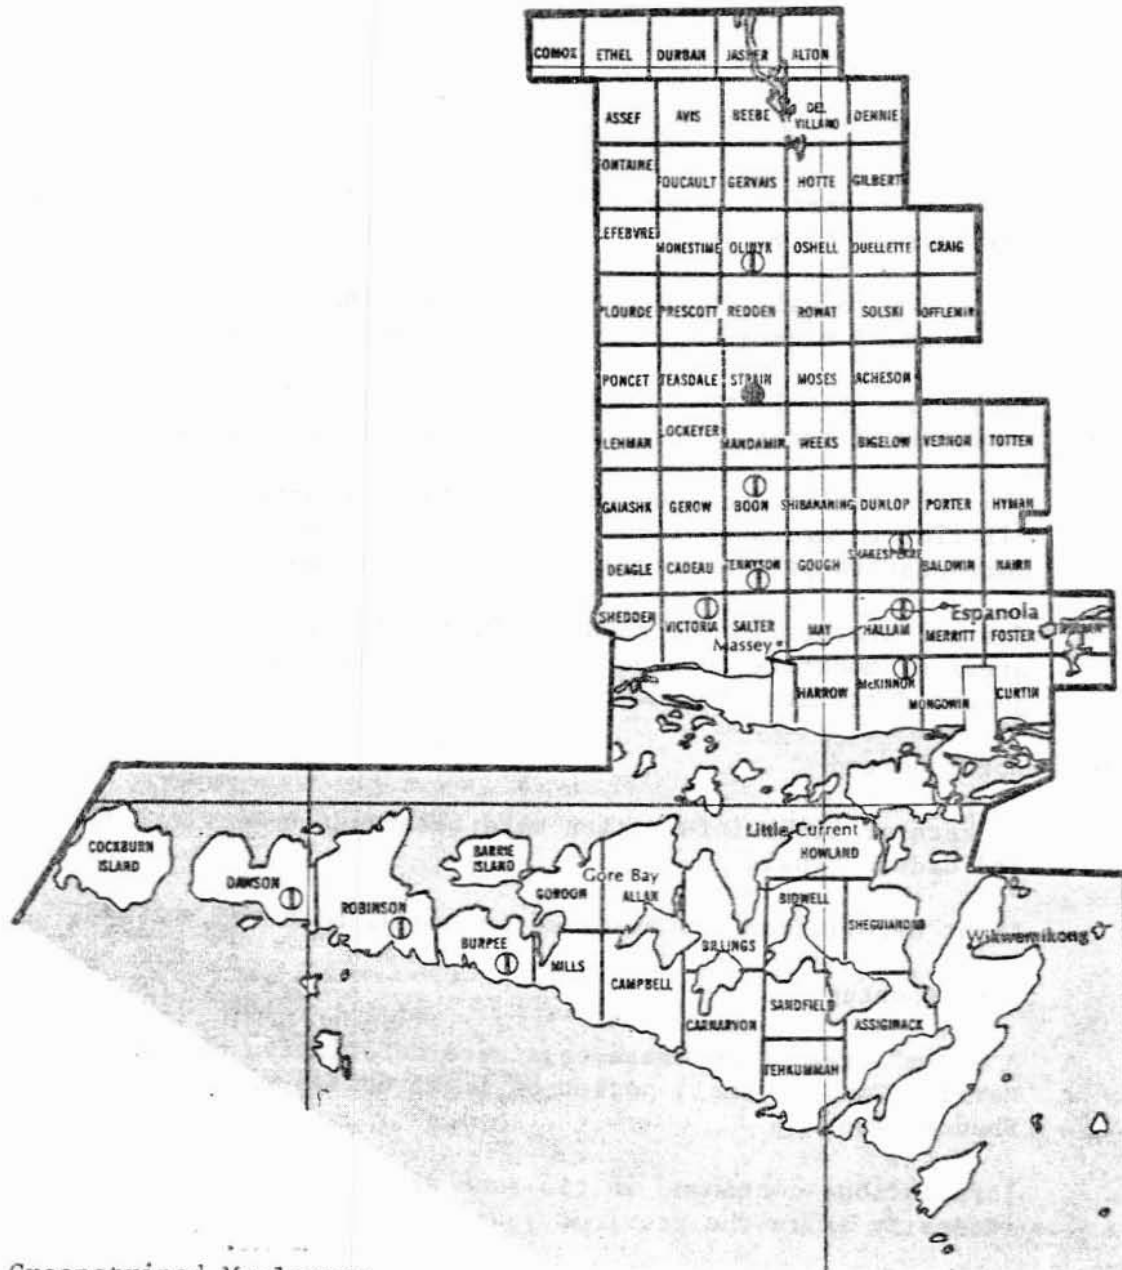 COMOX ETHEL DURBAN JASPER ALTON
ASSEF AVIS BEEBE DEL VILLANO DENNIE
FONTAINE FOUCAULT GERVAIS HOTTE GILBERT
LEFEBVRE MONESTIME OLINYK OSHELL OUELLETTE CRAIG
PLOURDE PRESCOTT REDDEN ROWAT SOLSKI
PONCET TEASDALE STRAIN MOSES ACHESON
LEHMAN LOCKEYER MANDAMIN WEEKS BIGELOW VERNON TOTTEN
GAIASHK GEROW BOON SHIBANANING DUNLOP PORTER HYMAN
DEAGLE CADEAU TENNYSON GOUGH SHAKESPEARE BALDWIN NAIRN
Espanola
SHEDDEN VICTORIA SALTER MAY HALLAM MERRITT FOSTER
Massey
HARROW McKINNON MONGOWIN CURTIN
Little Current
HOWLAND
COCKBURN ISLAND
BARRIE ISLAND
Gore Bay
DAWSON ROBINSON GORDON ALLAN BIDWELL
BURPEE MILLS BILLINGS SHEGUIANDAH
Wikwemikong
CAMPBELL SANDFIELD
CARNARVON ASSIGINACK
TEHKUMMAH